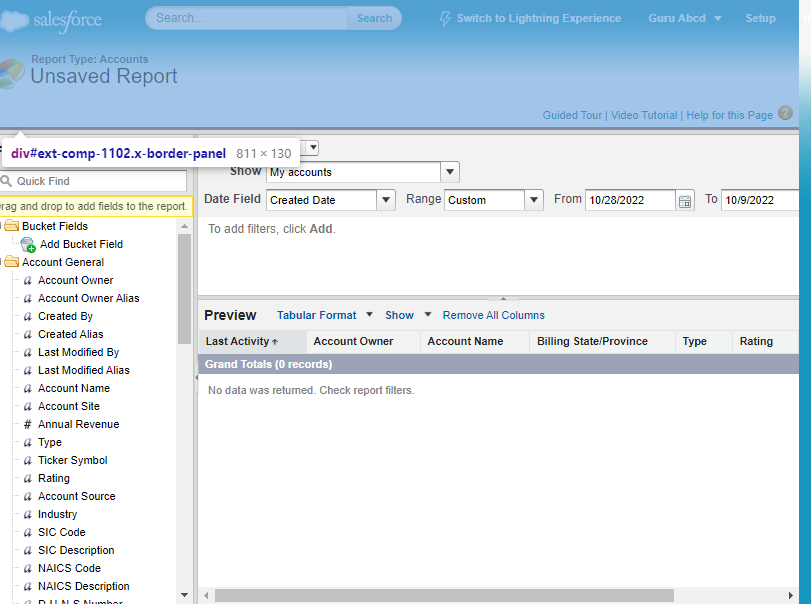 salesforce
Search...
Search
Switch to Lightning Experience
Guru Abcd
Setup
Report Type: Accounts
Unsaved Report
Guided Tour | Video Tutorial | Help for this Page ?
div#ext-comp-1102.x-border-panel 811 × 130
Quick Find
rag and drop to add fields to the report.
Bucket Fields
Add Bucket Field
Account General
a Account Owner
a Account Owner Alias
a Created By
a Created Alias
a Last Modified By
a Last Modified Alias
a Account Name
a Account Site
# Annual Revenue
a Type
a Ticker Symbol
a Rating
a Account Source
a Industry
a SIC Code
a SIC Description
a NAICS Code
a NAICS Description
a D-U-N-S Number
Show My accounts
Date Field Created Date Range Custom From 10/28/2022 To 10/9/2022
To add filters, click Add.
Preview Tabular Format Show Remove All Columns
Last Activity Account Owner Account Name Billing State/Province Type Rating
Grand Totals (0 records)
No data was returned. Check report filters.